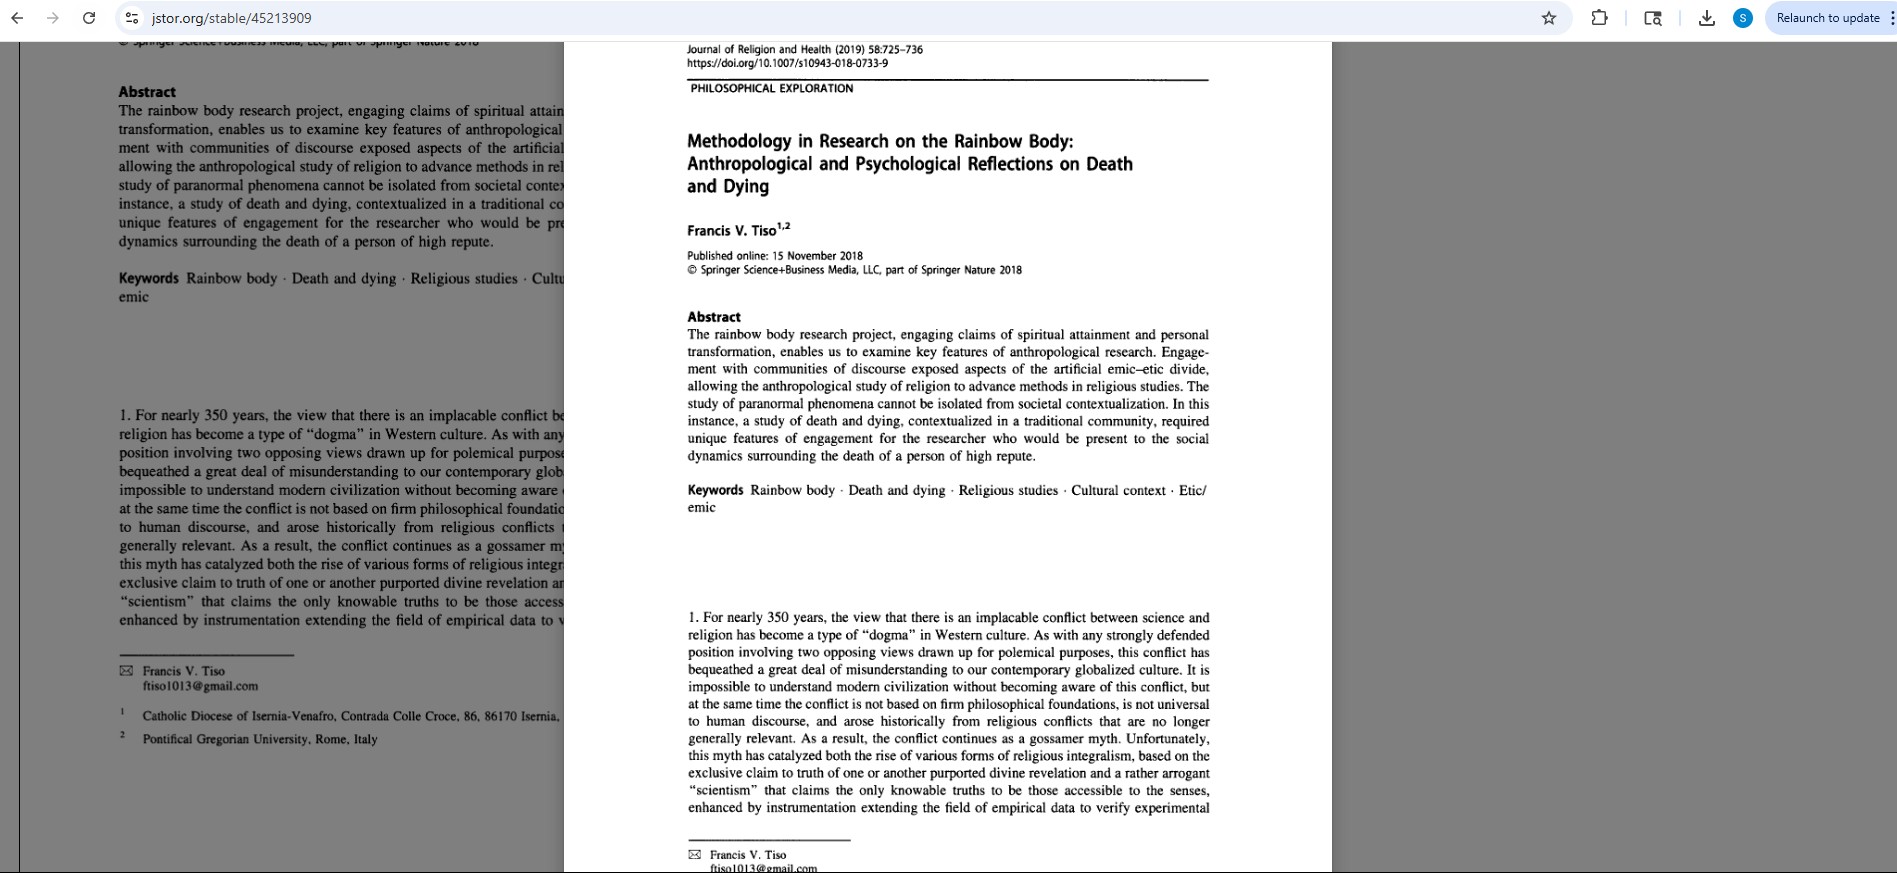 jstor.org/stable/45213909
S
Relaunch to update
© Springer Science+Business Media, LLC, part of Springer Nature 2018
Abstract
The rainbow body research project, engaging claims of spiritual attain
transformation, enables us to examine key features of anthropological
ment with communities of discourse exposed aspects of the artificial
allowing the anthropological study of religion to advance methods in rel
study of paranormal phenomena cannot be isolated from societal contex
instance, a study of death and dying, contextualized in a traditional co
unique features of engagement for the researcher who would be pre
dynamics surrounding the death of a person of high repute.
Keywords Rainbow body · Death and dying · Religious studies · Cultu
emic
1. For nearly 350 years, the view that there is an implacable conflict be
religion has become a type of “dogma” in Western culture. As with any
position involving two opposing views drawn up for polemical purpose
bequeathed a great deal of misunderstanding to our contemporary glob
impossible to understand modern civilization without becoming aware
at the same time the conflict is not based on firm philosophical foundatio
to human discourse, and arose historically from religious conflicts
generally relevant. As a result, the conflict continues as a gossamer my
this myth has catalyzed both the rise of various forms of religious integr
exclusive claim to truth of one or another purported divine revelation an
“scientism” that claims the only knowable truths to be those access
enhanced by instrumentation extending the field of empirical data to v
Francis V. Tiso
ftiso1013@gmail.com
1 Catholic Diocese of Isernia-Venafro, Contrada Colle Croce, 86, 86170 Isernia,
2 Pontifical Gregorian University, Rome, Italy
Journal of Religion and Health (2019) 58:725–736
https://doi.org/10.1007/s10943-018-0733-9
PHILOSOPHICAL EXPLORATION
Methodology in Research on the Rainbow Body:
Anthropological and Psychological Reflections on Death
and Dying
Francis V. Tiso1,2
Published online: 15 November 2018
© Springer Science+Business Media, LLC, part of Springer Nature 2018
Abstract
The rainbow body research project, engaging claims of spiritual attainment and personal
transformation, enables us to examine key features of anthropological research. Engage-
ment with communities of discourse exposed aspects of the artificial emic–etic divide,
allowing the anthropological study of religion to advance methods in religious studies. The
study of paranormal phenomena cannot be isolated from societal contextualization. In this
instance, a study of death and dying, contextualized in a traditional community, required
unique features of engagement for the researcher who would be present to the social
dynamics surrounding the death of a person of high repute.
Keywords Rainbow body · Death and dying · Religious studies · Cultural context · Etic/
emic
1. For nearly 350 years, the view that there is an implacable conflict between science and
religion has become a type of “dogma” in Western culture. As with any strongly defended
position involving two opposing views drawn up for polemical purposes, this conflict has
bequeathed a great deal of misunderstanding to our contemporary globalized culture. It is
impossible to understand modern civilization without becoming aware of this conflict, but
at the same time the conflict is not based on firm philosophical foundations, is not universal
to human discourse, and arose historically from religious conflicts that are no longer
generally relevant. As a result, the conflict continues as a gossamer myth. Unfortunately,
this myth has catalyzed both the rise of various forms of religious integralism, based on the
exclusive claim to truth of one or another purported divine revelation and a rather arrogant
“scientism” that claims the only knowable truths to be those accessible to the senses,
enhanced by instrumentation extending the field of empirical data to verify experimental
Francis V. Tiso
ftiso1013@gmail.com